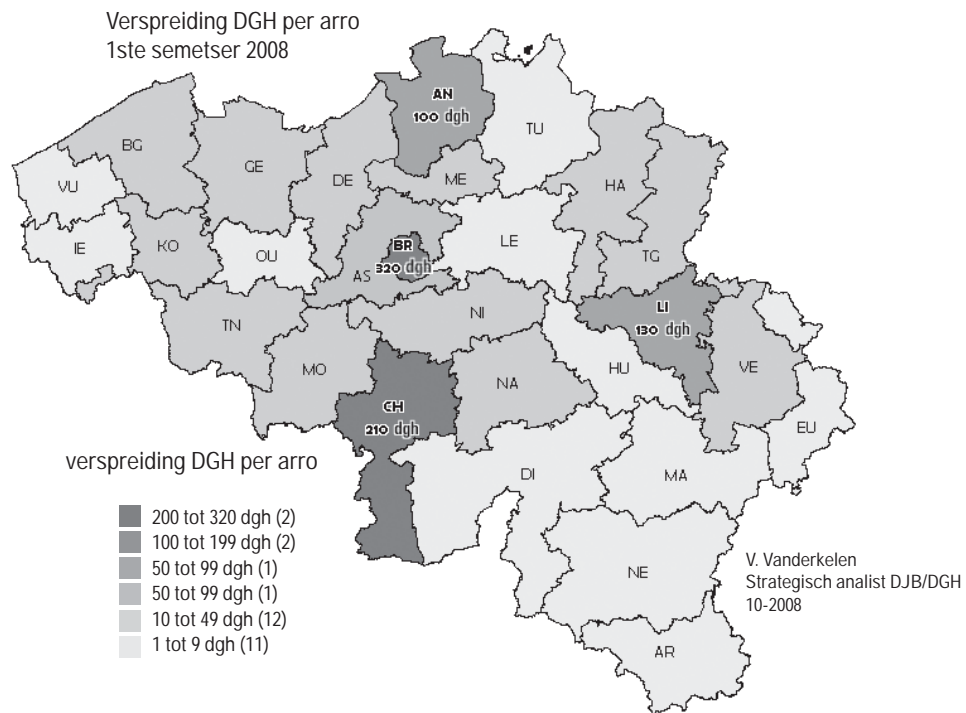 Verspreiding DGH per arro
1ste semetser 2008
AN
100 dgh
TU
BG
GE
DE
ME
HA
VU
IE
KO
OU
AS
BR
320 dgh
LE
TG
LI
130 dgh
TN
NI
MO
CH
210 dgh
NA
HU
VE
EU
DI
MA
NE
AR
verspreiding DGH per arro
200 tot 320 dgh (2)
100 tot 199 dgh (2)
50 tot 99 dgh (1)
50 tot 99 dgh (1)
10 tot 49 dgh (12)
1 tot 9 dgh (11)
V. Vanderkelen
Strategisch analist DJB/DGH
10-2008